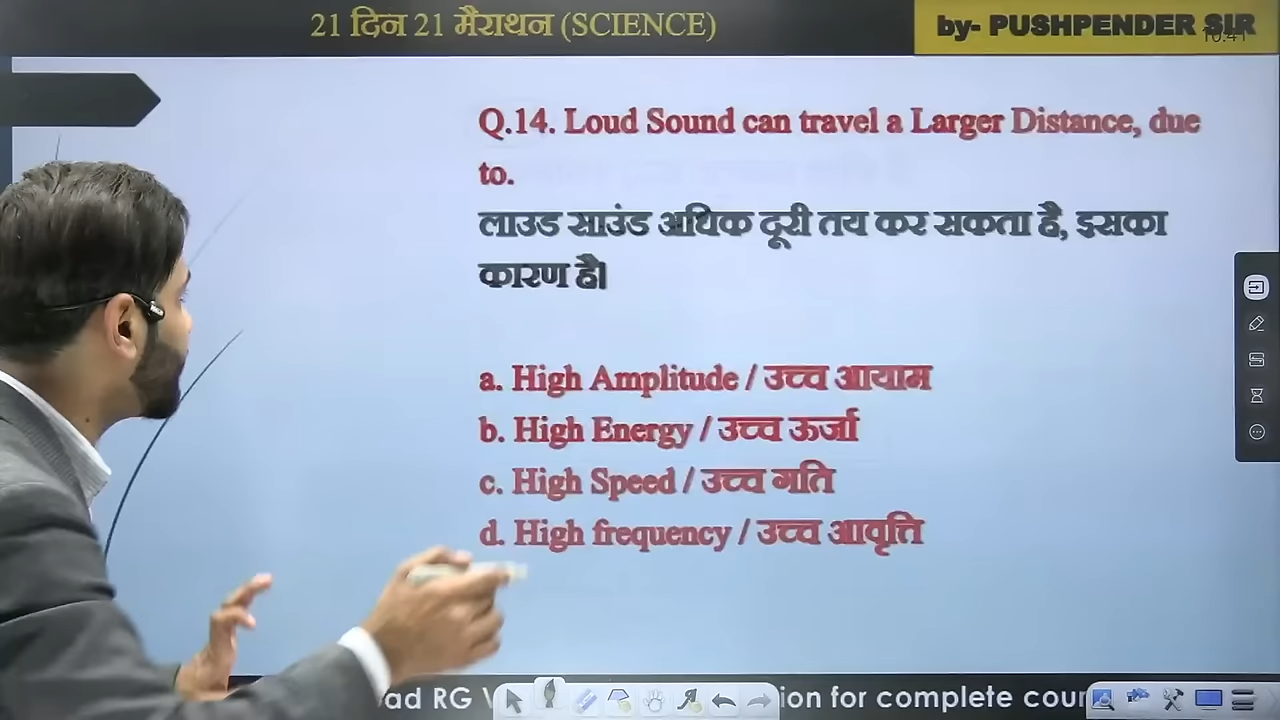 21 दिन 21 मैराथन (SCIENCE)
by- PUSHPENDER SIR
10:41
Q.14. Loud Sound can travel a Larger Distance, due
to.
लाउड साउंड अधिक दूरी तय कर सकता है, इसका
कारण है।
a. High Amplitude / उच्च आयाम
b. High Energy / उच्च ऊर्जा
c. High Speed / उच्च गति
d. High frequency / उच्च आवृत्ति
ad RG V
ion for complete cour